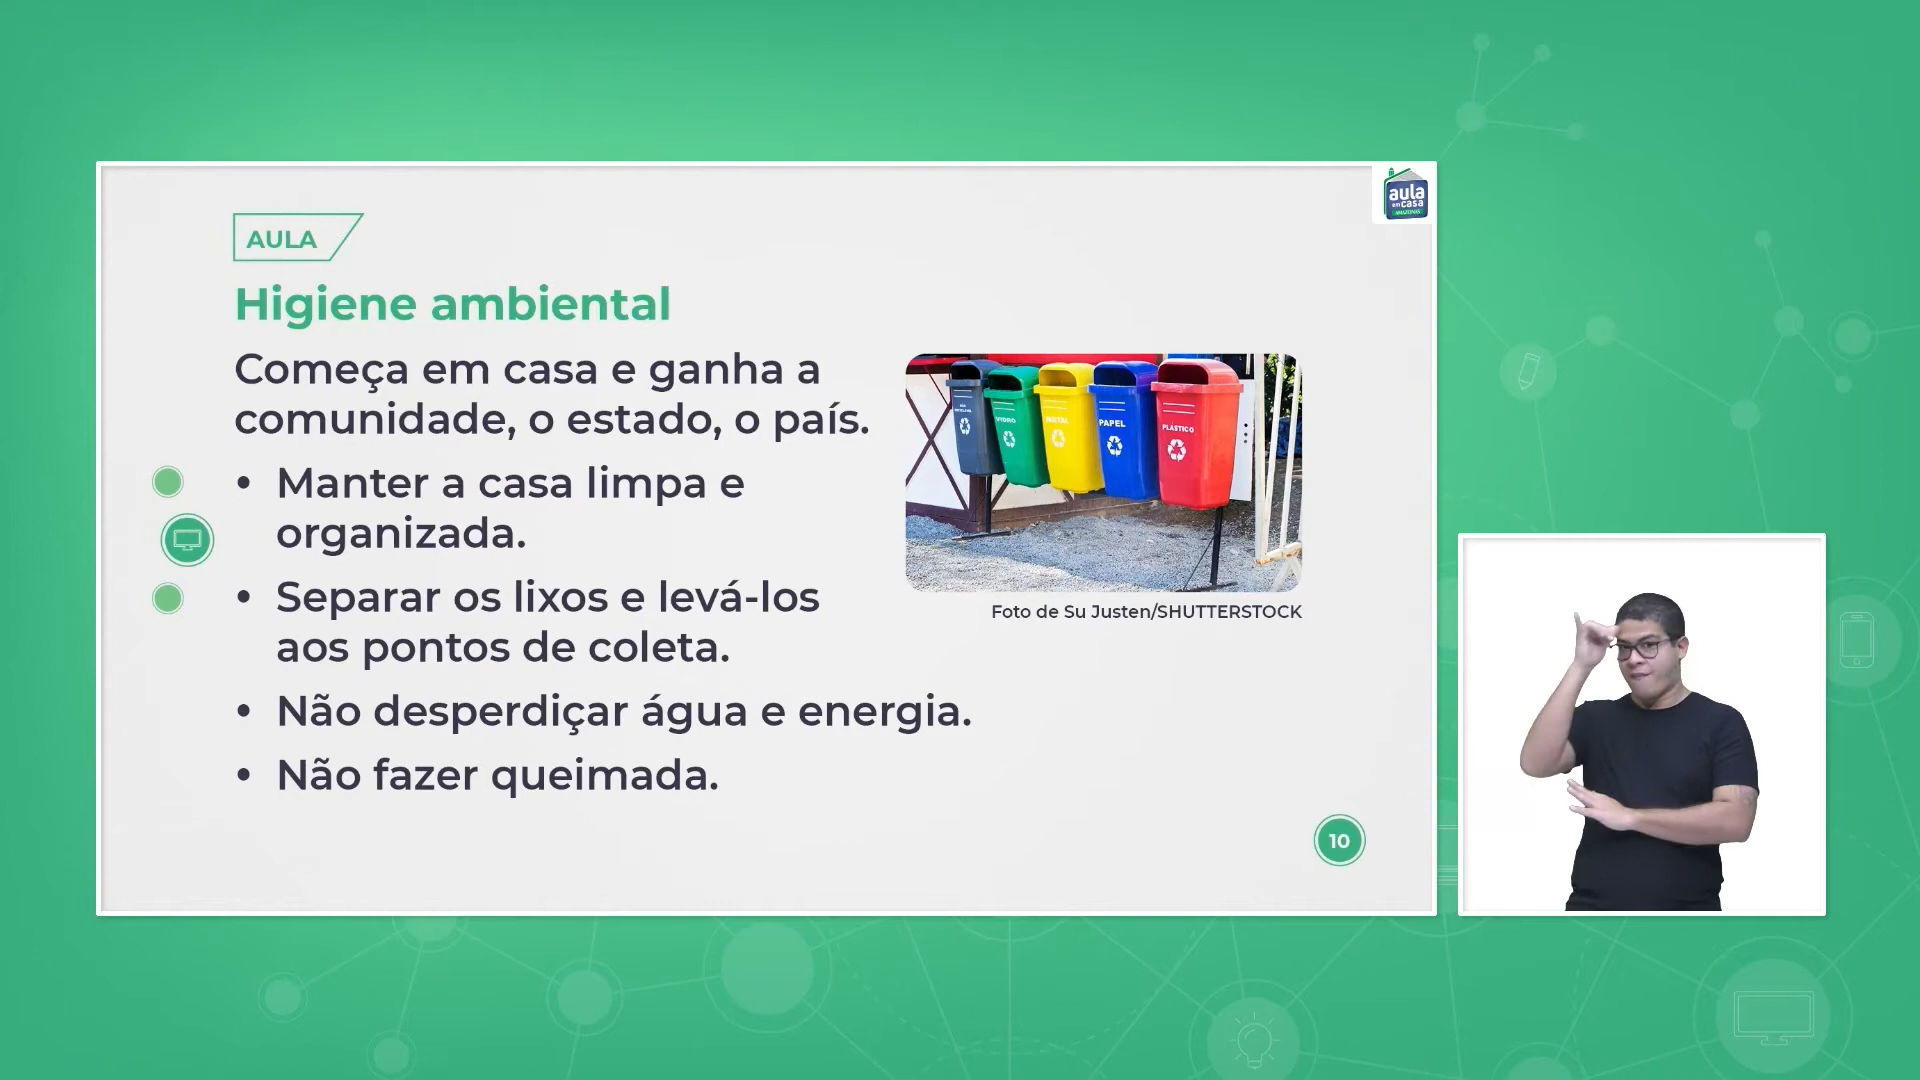 aula
em casa
AMAZONAS
AULA
Higiene ambiental
Começa em casa e ganha a
comunidade, o estado, o país.
• Manter a casa limpa e
organizada.
• Separar os lixos e levá-los
aos pontos de coleta.
• Não desperdiçar água e energia.
• Não fazer queimada.
VIDRO
METAL
PAPEL
PLÁSTICO
Foto de Su Justen/SHUTTERSTOCK
10